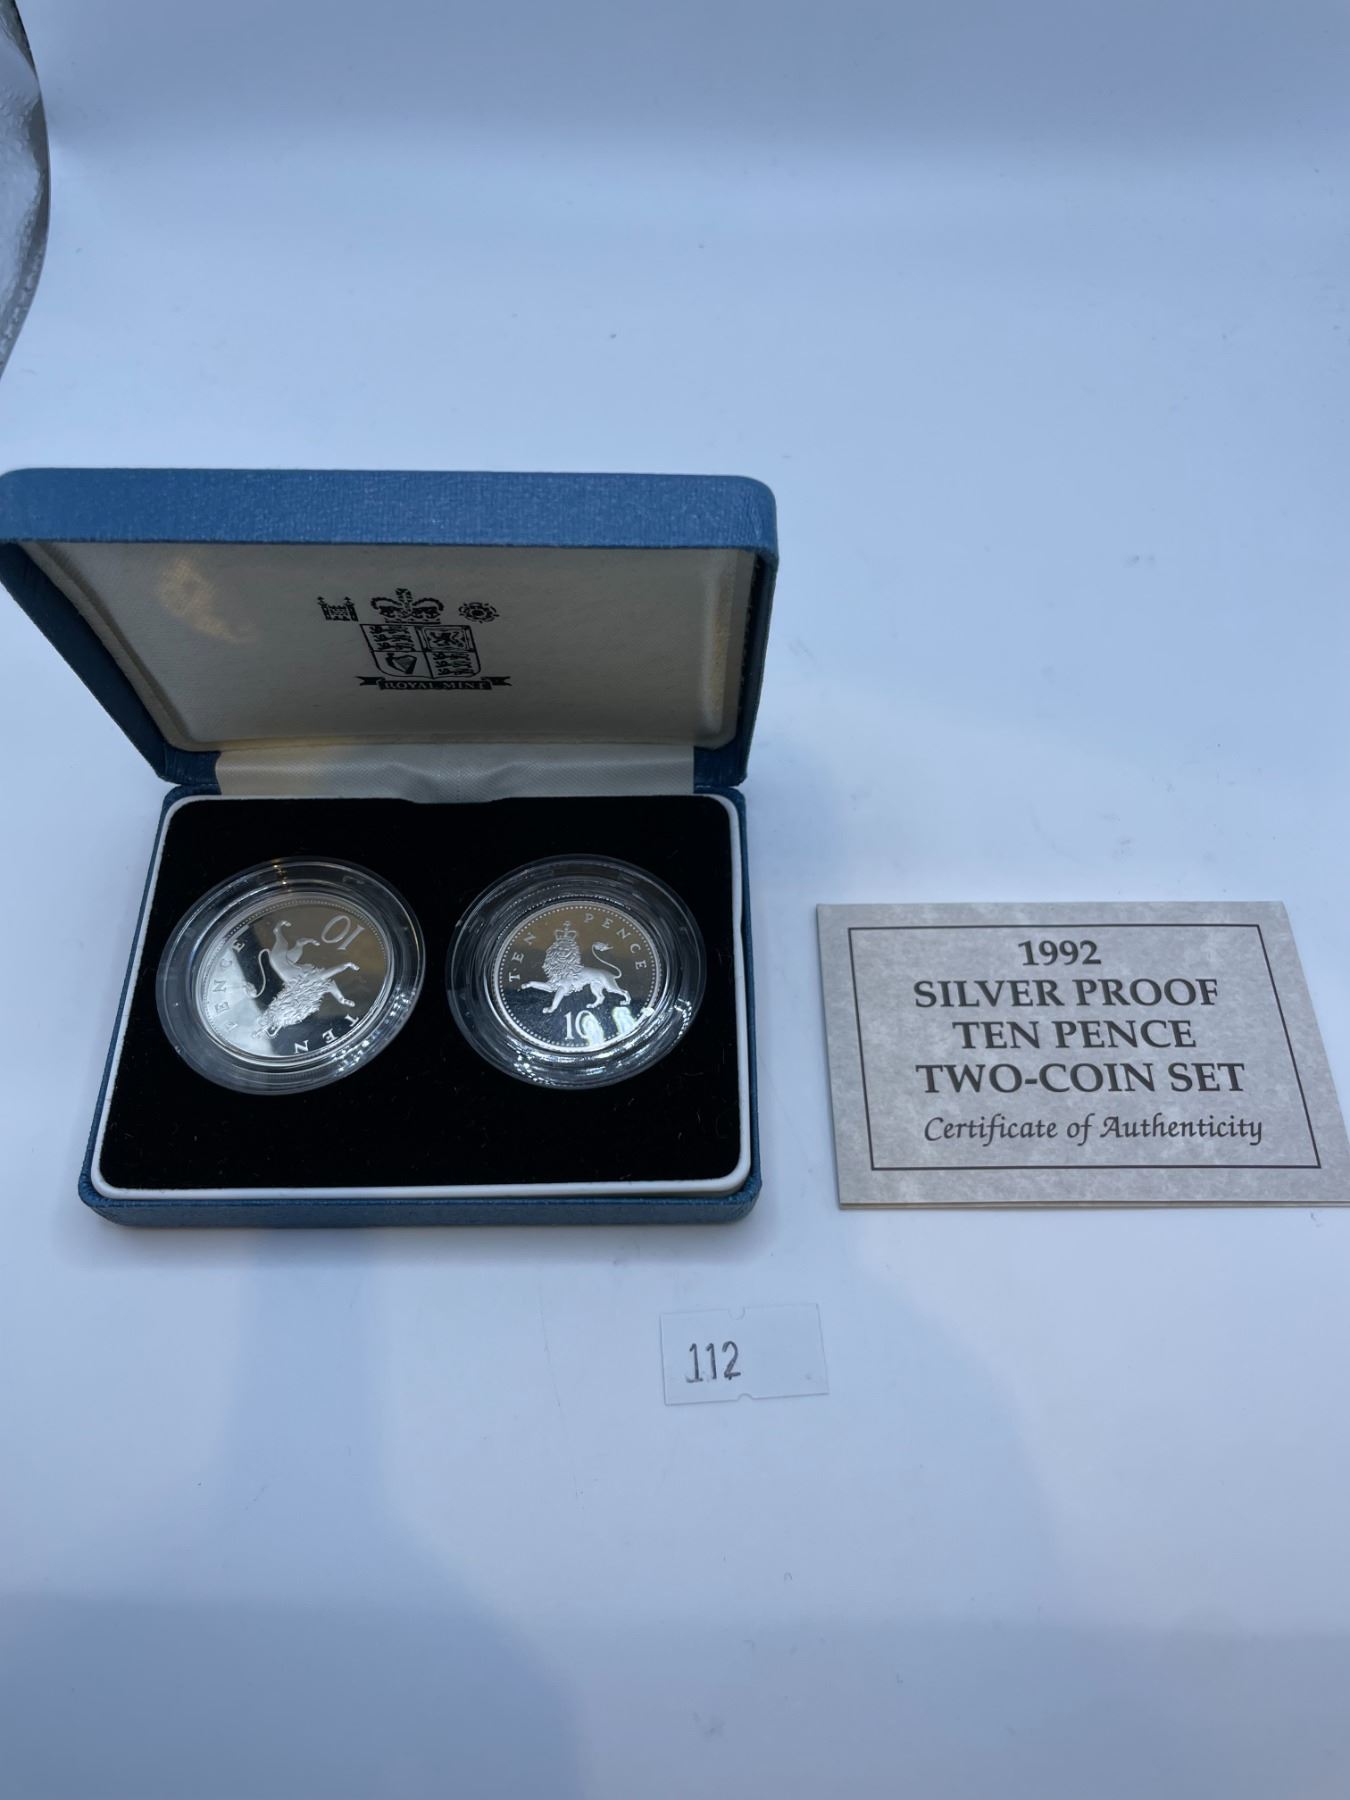 ROYAL MINT
10
TEN PENCE
TEN PENCE
10
1992
SILVER PROOF
TEN PENCE
TWO-COIN SET
Certificate of Authenticity
112